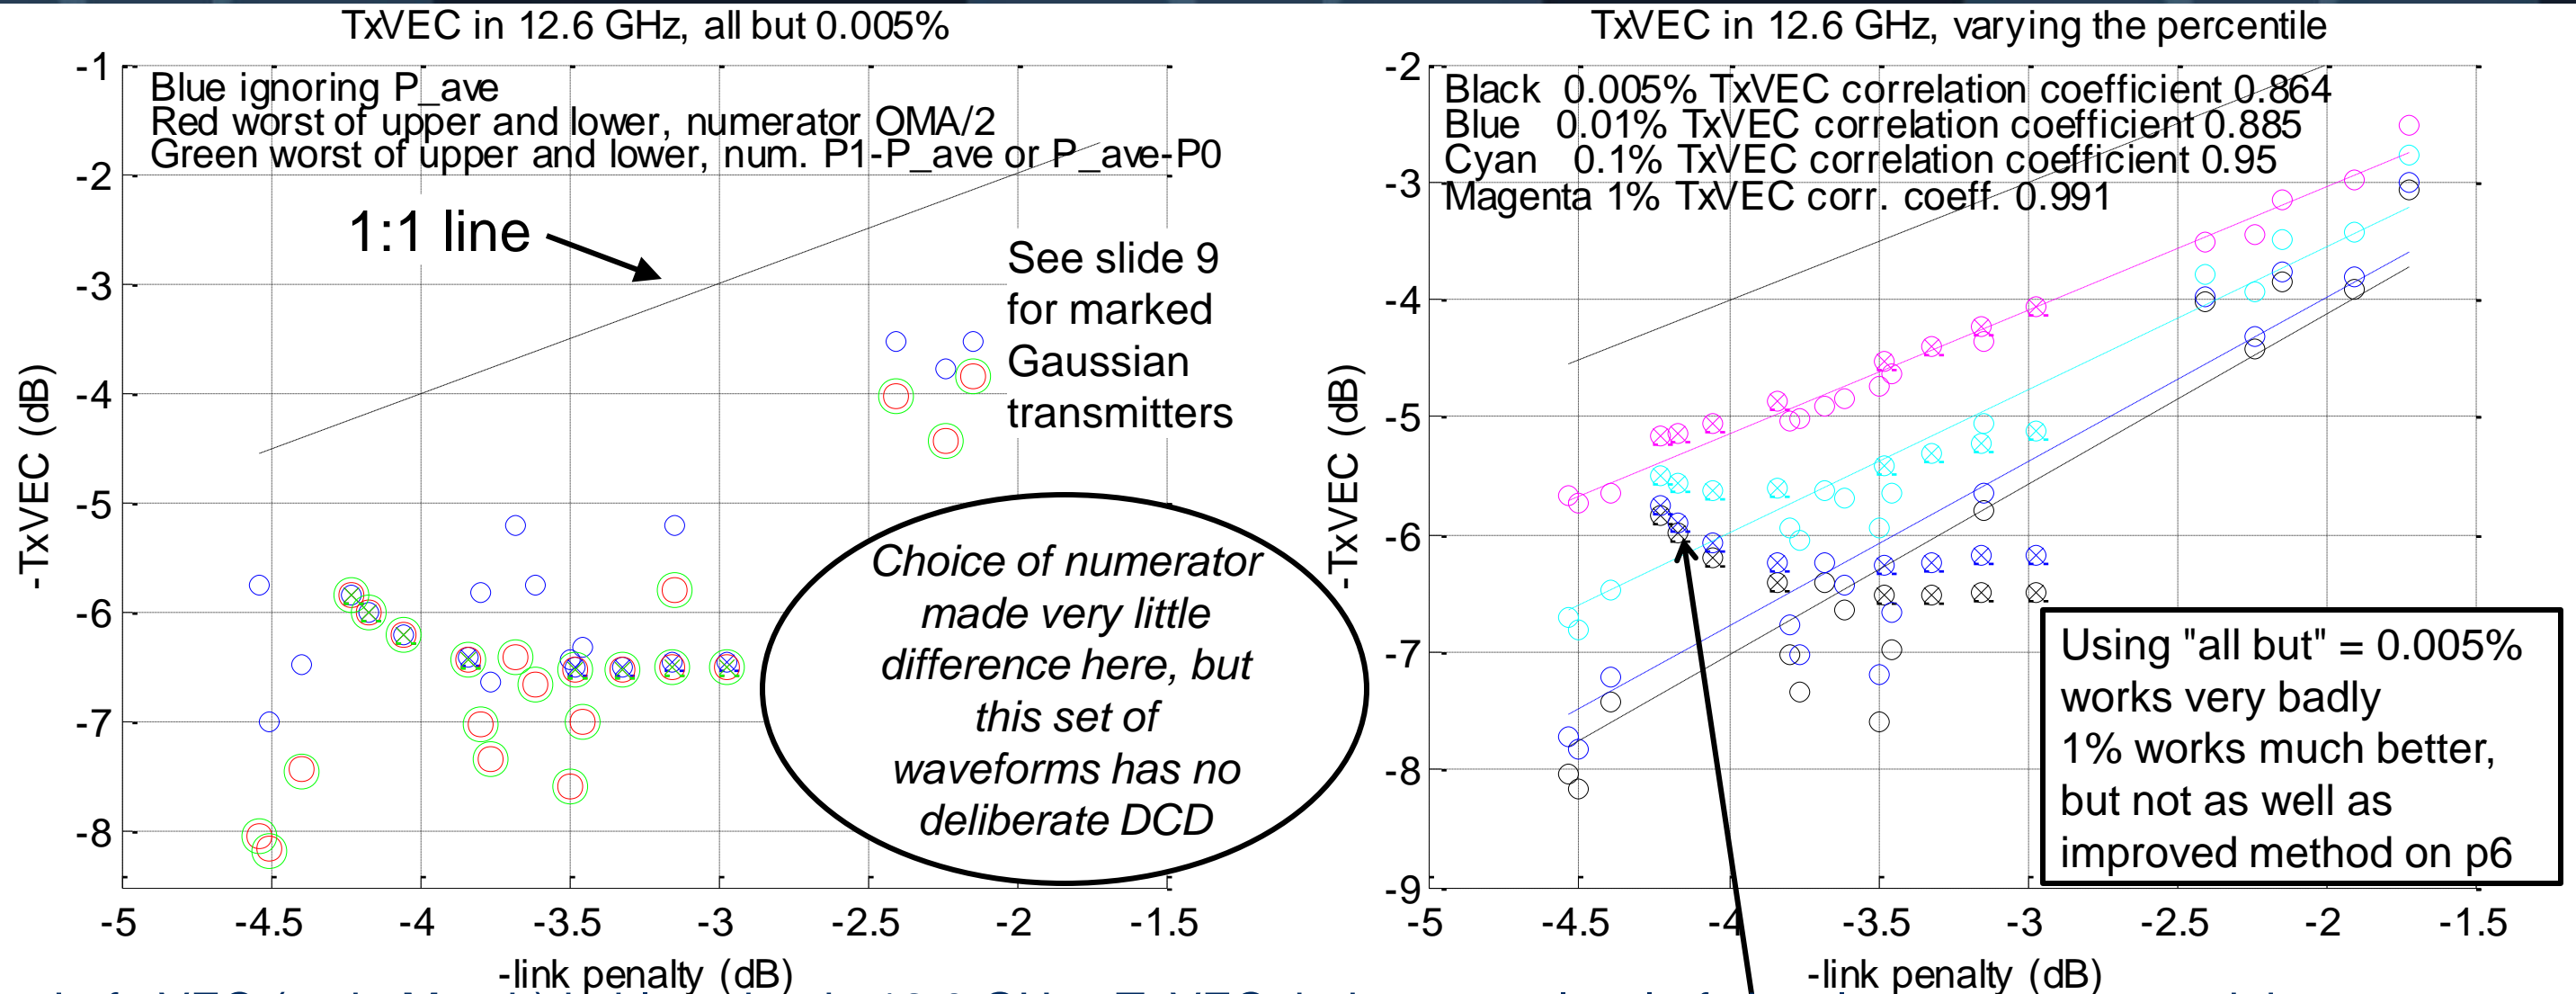 TxVEC in 12.6 GHz, all but 0.005%
-1
-2
-3
-4
-5
-6
-7
-8
-TxVEC (dB)
Blue ignoring P_ave
Red worst of upper and lower, numerator OMA/2
Green worst of upper and lower, num. P1-P_ave or P_ave-P0
1:1 line
See slide 9
for marked
Gaussian
transmitters
Choice of numerator
made very little
difference here, but
this set of
waveforms has no
deliberate DCD
-5 -4.5 -4 -3.5 -3 -2.5 -2 -1.5
-link penalty (dB)
TxVEC in 12.6 GHz, varying the percentile
-2
-3
-4
-5
-6
-7
-8
-9
-TxVEC (dB)
Black 0.005% TxVEC correlation coefficient 0.864
Blue 0.01% TxVEC correlation coefficient 0.885
Cyan 0.1% TxVEC correlation coefficient 0.95
Magenta 1% TxVEC corr. coeff. 0.991
Using "all but" = 0.005%
works very badly
1% works much better,
but not as well as
improved method on p6
-5 -4.5 -4 -3.5 -3 -2.5 -2 -1.5
-link penalty (dB)